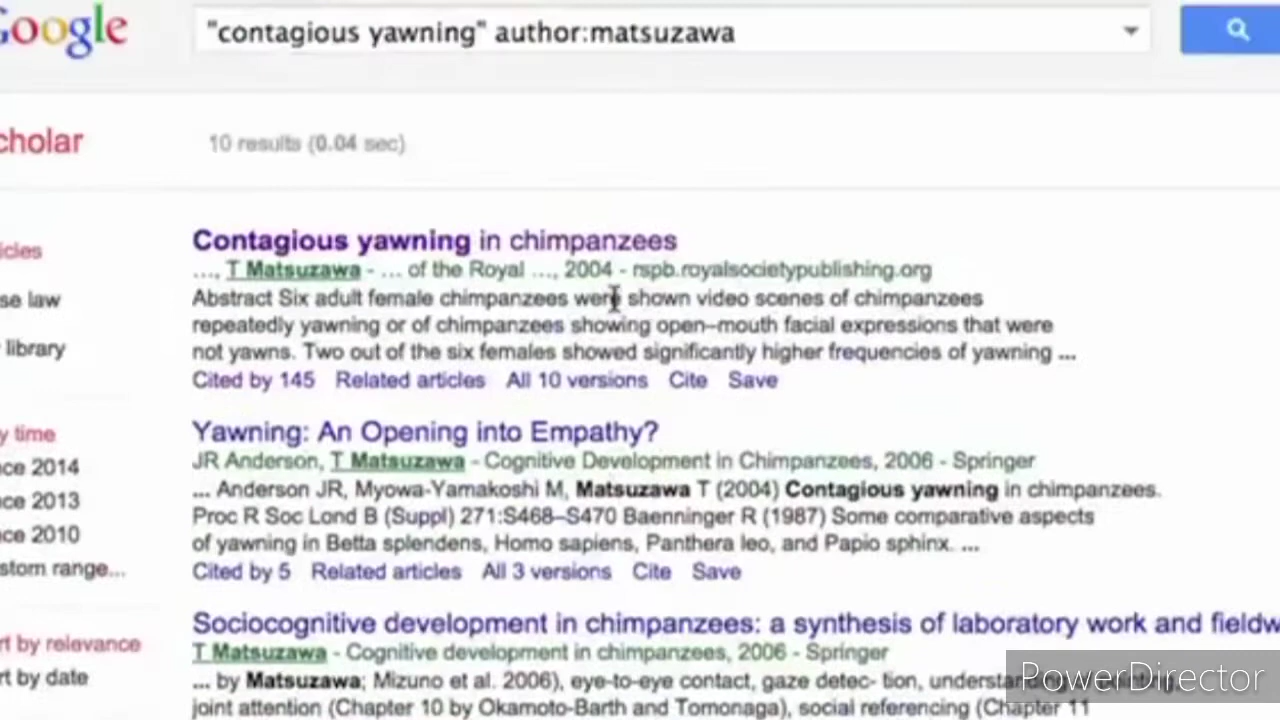 Google
"contagious yawning" author:matsuzawa
cholar
10 results (0.04 sec)
icles
se law
library
y time
nce 2014
nce 2013
nce 2010
stom range...
rt by relevance
rt by date
Contagious yawning in chimpanzees
..., T Matsuzawa - ... of the Royal ..., 2004 - rspb.royalsocietypublishing.org
Abstract Six adult female chimpanzees were shown video scenes of chimpanzees
repeatedly yawning or of chimpanzees showing open–mouth facial expressions that were
not yawns. Two out of the six females showed significantly higher frequencies of yawning ...
Cited by 145 Related articles All 10 versions Cite Save
Yawning: An Opening into Empathy?
JR Anderson, T Matsuzawa - Cognitive Development in Chimpanzees, 2006 - Springer
... Anderson JR, Myowa-Yamakoshi M, Matsuzawa T (2004) Contagious yawning in chimpanzees.
Proc R Soc Lond B (Suppl) 271:S468–S470 Baenninger R (1987) Some comparative aspects
of yawning in Betta splendens, Homo sapiens, Panthera leo, and Papio sphinx. ...
Cited by 5 Related articles All 3 versions Cite Save
Sociocognitive development in chimpanzees: a synthesis of laboratory work and fieldw
T Matsuzawa - Cognitive development in chimpanzees, 2006 - Springer
... by Matsuzawa; Mizuno et al. 2006), eye-to-eye contact, gaze detec- tion,
joint attention (Chapter 10 by Okamoto-Barth and Tomonaga), social referencing (Chapter 11
PowerDirector